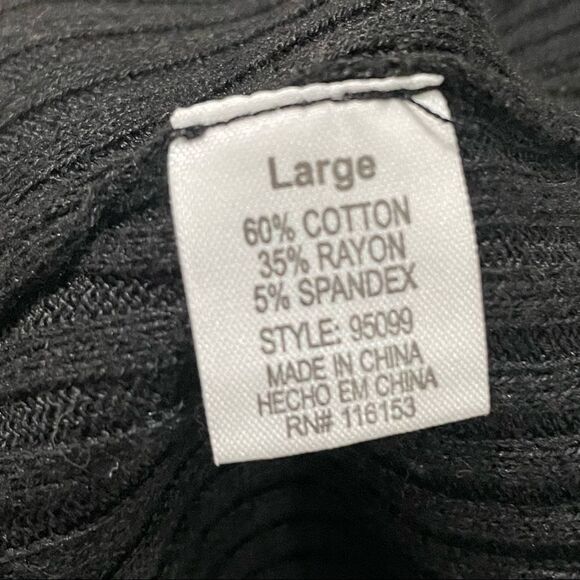 Large
60% COTTON
35% RAYON
5% SPANDEX
STYLE: 95099
MADE IN CHINA
HECHO EM CHINA
RN# 116153